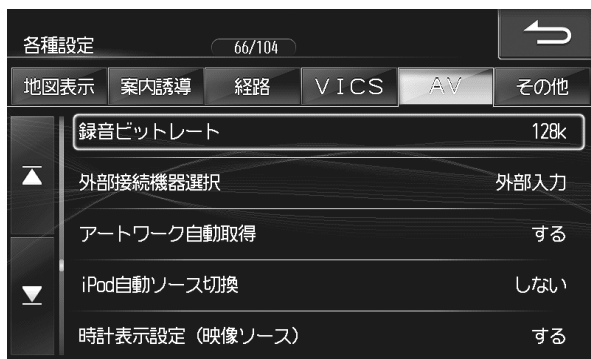 各種設定 66/104
地図表示 案内誘導 経路 VICS AV その他
録音ビットレート 128k
外部接続機器選択 外部入力
アートワーク自動取得 する
iPod自動ソース切換 しない
時計表示設定（映像ソース） する